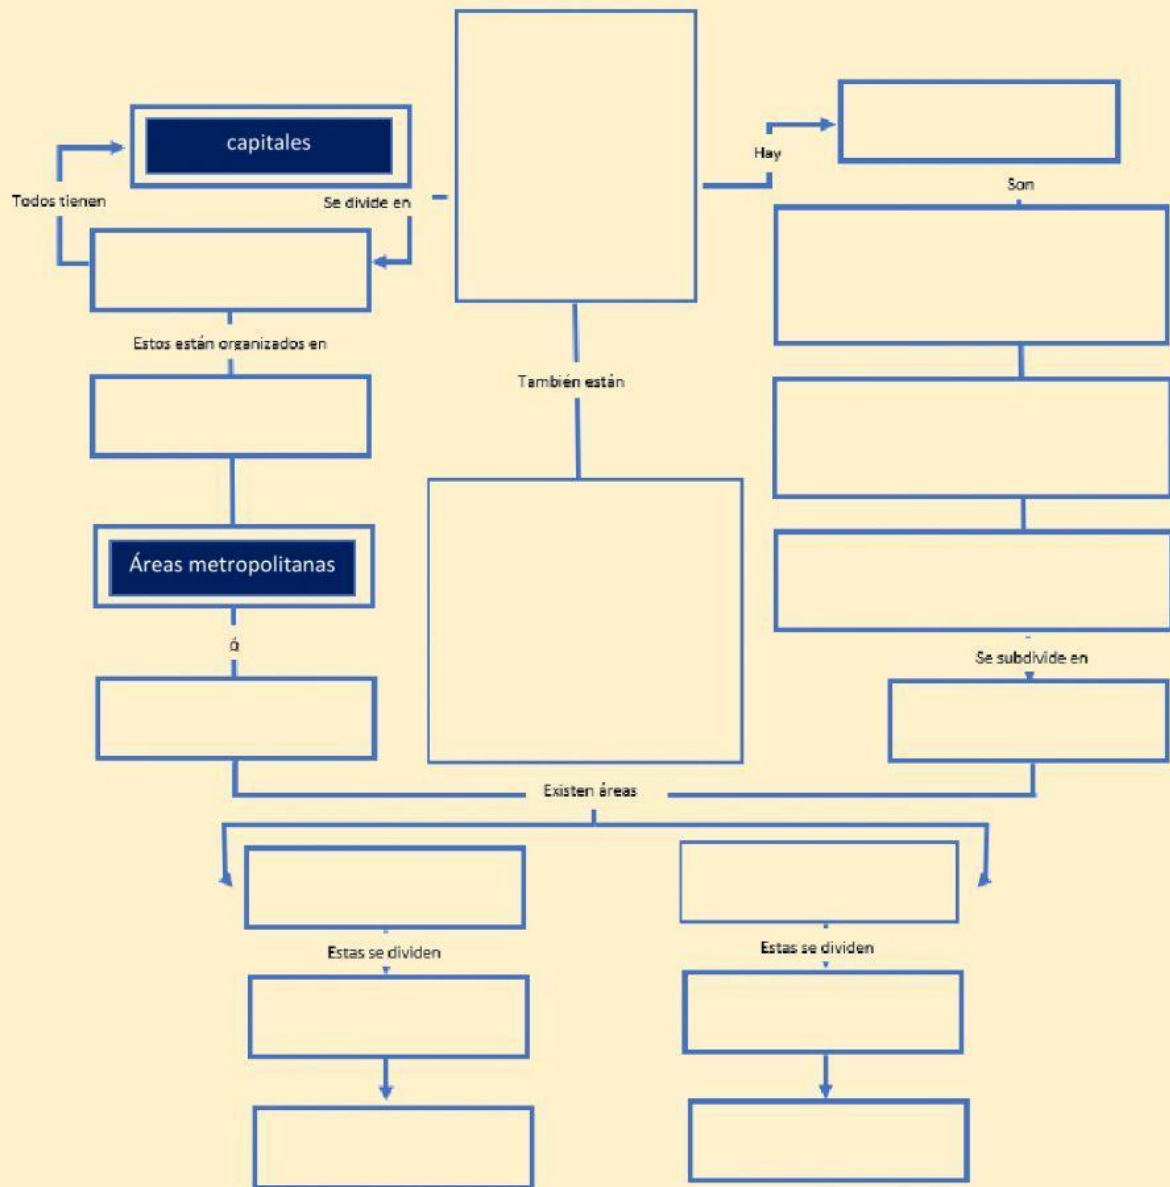 capitales
Hay
Todos tienen
Se divide en
Son
Estos están organizados en
También están
Áreas metropolitanas
Se subdivide en
Existen áreas
Estas se dividen
Estas se dividen